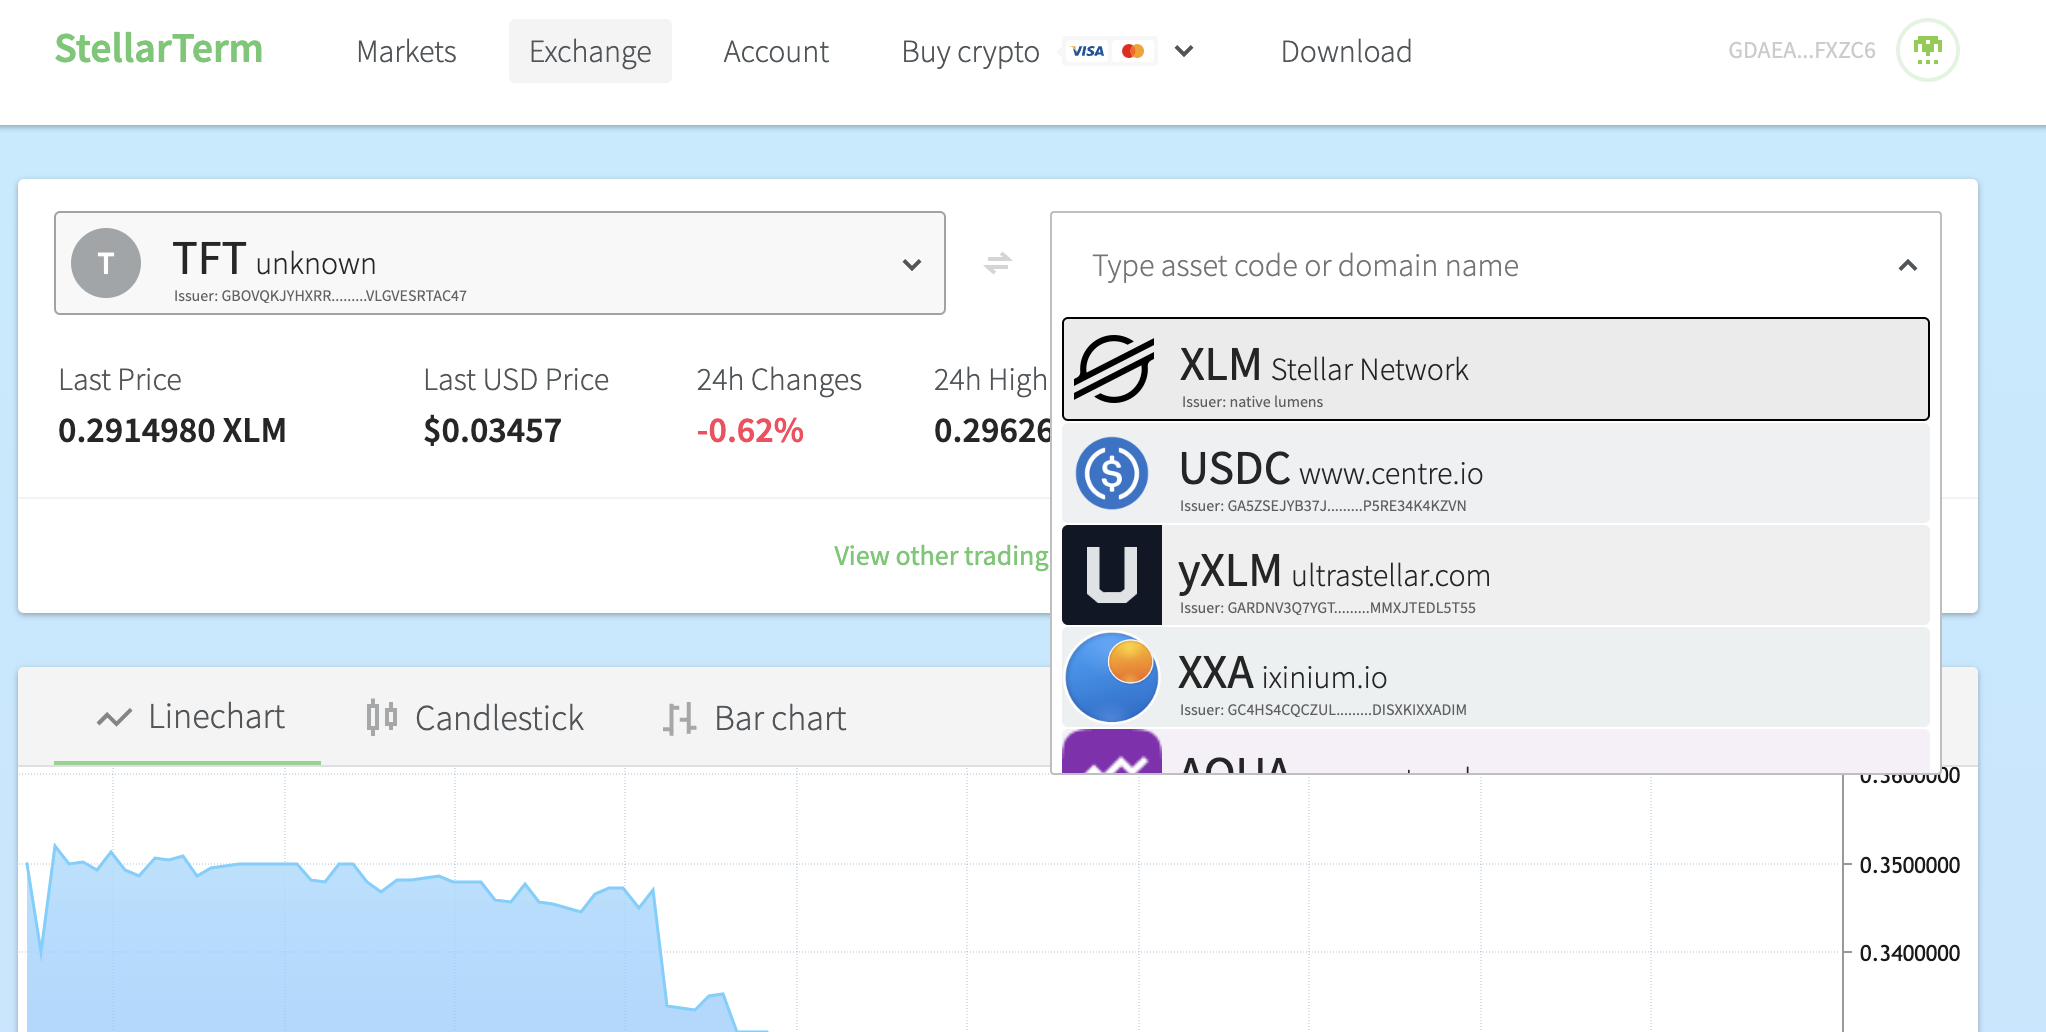 StellarTerm
Markets
Exchange
Account
Buy crypto VISA
Download
GDAEA...FXZC6
T
TFT unknown
Issuer: GBOVQKJYHXRR.........VLGVESRTAC47
Type asset code or domain name
XLM Stellar Network
Issuer: native lumens
USDC www.centre.io
Issuer: GA5ZSEJYB37J.........P5RE34K4KZVN
yXLM ultrastellar.com
Issuer: GARDNV3Q7YGT.........MMXJTEDL5T55
XXA ixinium.io
Issuer: GC4HS4CQCZUL.........DISXKIXXADIM
AQUA
Last Price
0.2914980 XLM
Last USD Price
$0.03457
24h Changes
-0.62%
24h High
0.29626
View other trading
Linechart
Candlestick
Bar chart
0.3600000
0.3500000
0.3400000